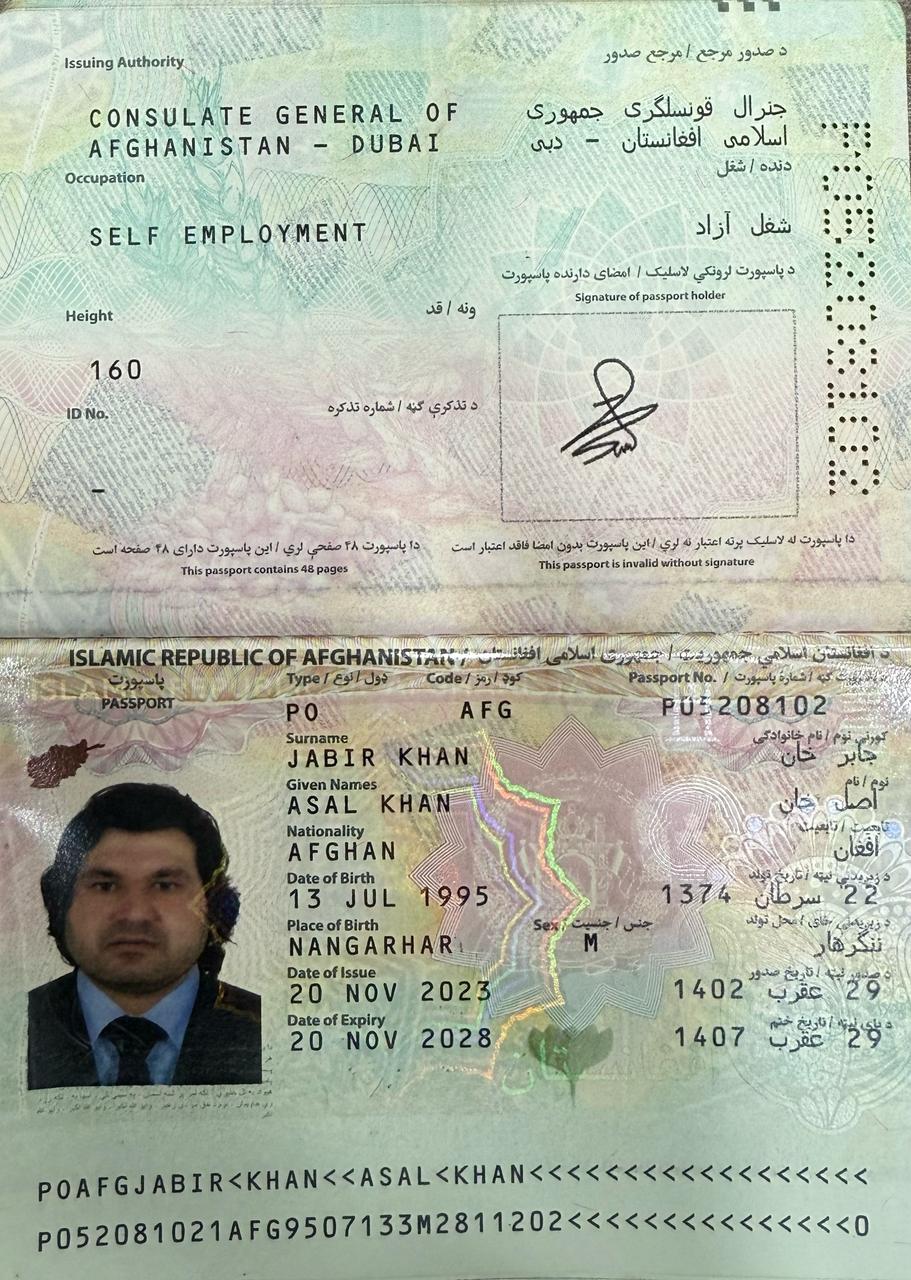 Issuing Authority
د صدور مرجع / مرجع صدور
CONSULATE GENERAL OF
AFGHANISTAN - DUBAI
جنرال قونسلگری جمهوری
اسلامی افغانستان - دبی
Occupation
دنده / شغل
SELF EMPLOYMENT
شغل آزاد
د پاسپورت لرونکي لاسلیک / امضای دارنده پاسپورت
Signature of passport holder
Height
ونه / قد
160
ID No.
د تذکرې ګڼه / شماره تذکره
-
دا پاسپورت ۴۸ صفحې لري / این پاسپورت دارای ۴۸ صفحه است
This passport contains 48 pages
دا پاسپورت له لاسلیک پرته اعتبار نه لري / این پاسپورت بدون امضا فاقد اعتبار است
This passport is invalid without signature
ISLAMIC REPUBLIC OF AFGHANISTAN / د افغانستان اسلامي جمهوریت / جمهوری اسلامی افغانستان
پاسپورت
PASSPORT
Type / ډول / نوع
Code / کوډ / رمز
Passport No. / د پاسپورت ګڼه / شماره پاسپورت
PO
AFG
P05208102
Surname
کورنی نوم / نام خانوادگی
JABIR KHAN
جابر خان
Given Names
نوم / نام
ASAL KHAN
اصل خان
Nationality
تابعیت / تابعیت
AFGHAN
افغان
Date of Birth
د زیږیدنې نیټه / تاریخ تولد
13 JUL 1995
22 سرطان 1374
Place of Birth
Sex / جنسیت / جنس
د زیږیدنې ځای / محل تولد
NANGARHAR
M
ننگرهار
Date of Issue
د صدور نیټه / تاریخ صدور
20 NOV 2023
29 عقرب 1402
Date of Expiry
د پای نیټه / تاریخ ختم
20 NOV 2028
29 عقرب 1407
POAFGJABIR<KHAN<<ASAL<KHAN<<<<<<<<<<<<<<<<<<
P052081021AFG9507133M2811202<<<<<<<<<<<<<<<0